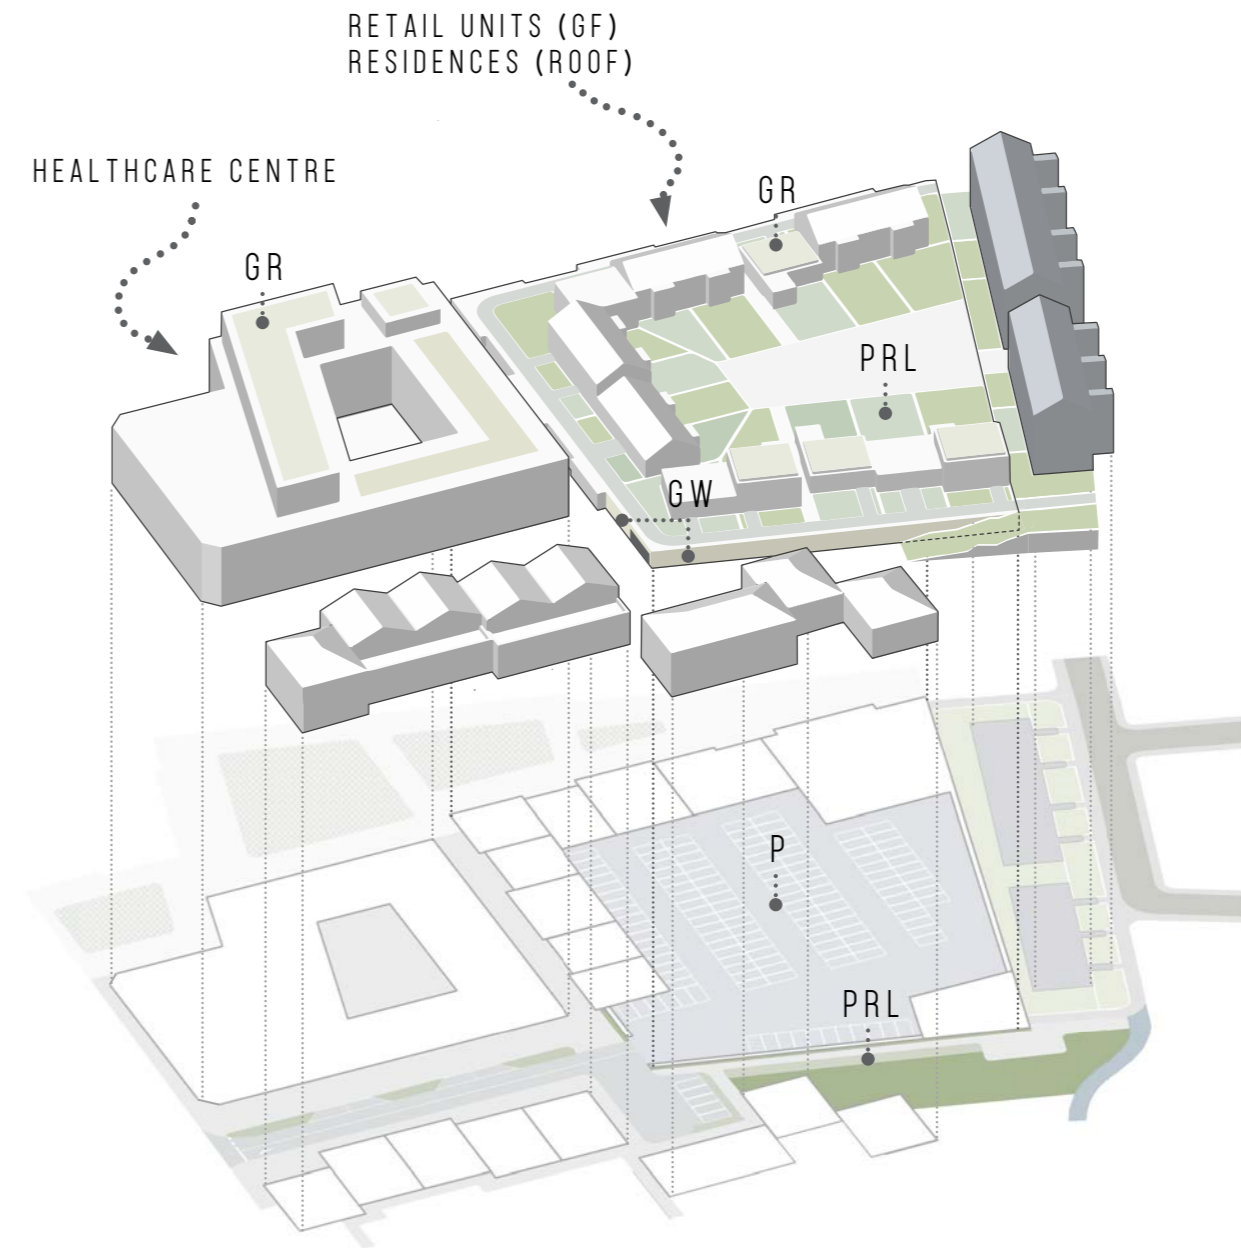 RETAIL UNITS (GF)
RESIDENCES (ROOF)
HEALTHCARE CENTRE
GR
GR
PRL
GW
P
PRL